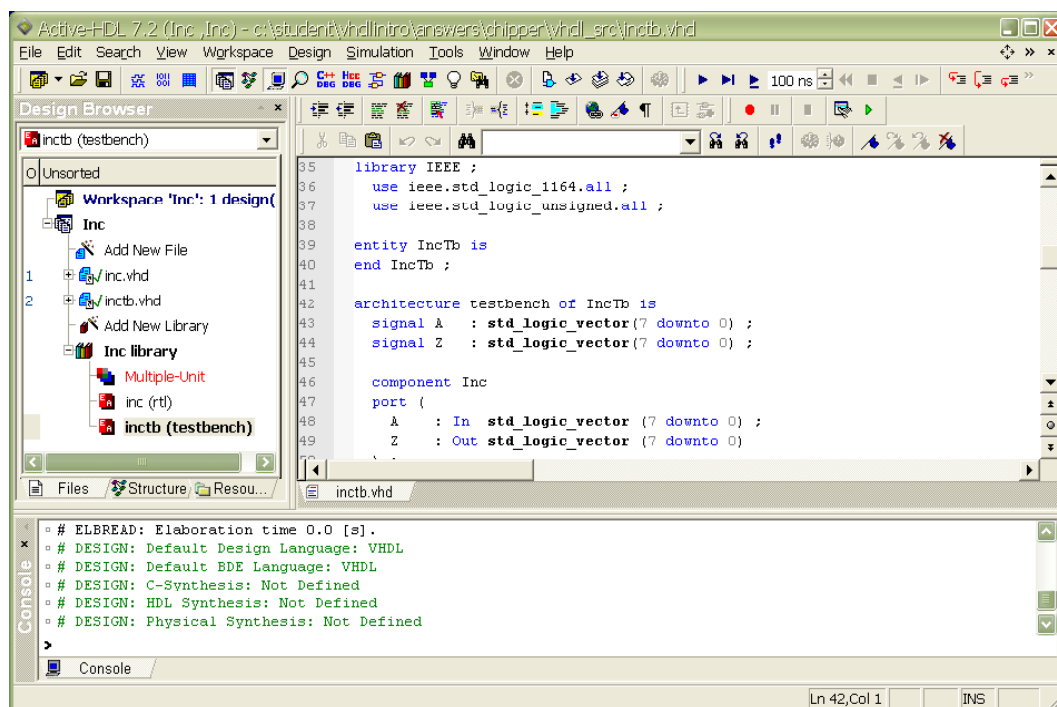 Active-HDL 7.2 (Inc ,Inc) - c:\student\vhdlintro\answers\chipper\vhdl_src\inctb.vhd
File Edit Search View Workspace Design Simulation Tools Window Help
C++ DBG HCC DBG 100 ns
Design Browser
inctb (testbench)
O Unsorted
Workspace 'Inc': 1 design(
Inc
Add New File
1 inc.vhd
2 inctb.vhd
Add New Library
Inc library
Multiple-Unit
inc (rtl)
inctb (testbench)
Files Structure Resou...
35 library IEEE ;
36 use ieee.std_logic_1164.all ;
37 use ieee.std_logic_unsigned.all ;
38
39 entity IncTb is
40 end IncTb ;
41
42 architecture testbench of IncTb is
43 signal A : std_logic_vector(7 downto 0) ;
44 signal Z : std_logic_vector(7 downto 0) ;
45
46 component Inc
47 port (
48 A : In std_logic_vector (7 downto 0) ;
49 Z : Out std_logic_vector (7 downto 0)
inctb.vhd
# ELBREAD: Elaboration time 0.0 [s].
# DESIGN: Default Design Language: VHDL
# DESIGN: Default BDE Language: VHDL
# DESIGN: C-Synthesis: Not Defined
# DESIGN: HDL Synthesis: Not Defined
# DESIGN: Physical Synthesis: Not Defined
>
Console
Console
Ln 42,Col 1 INS